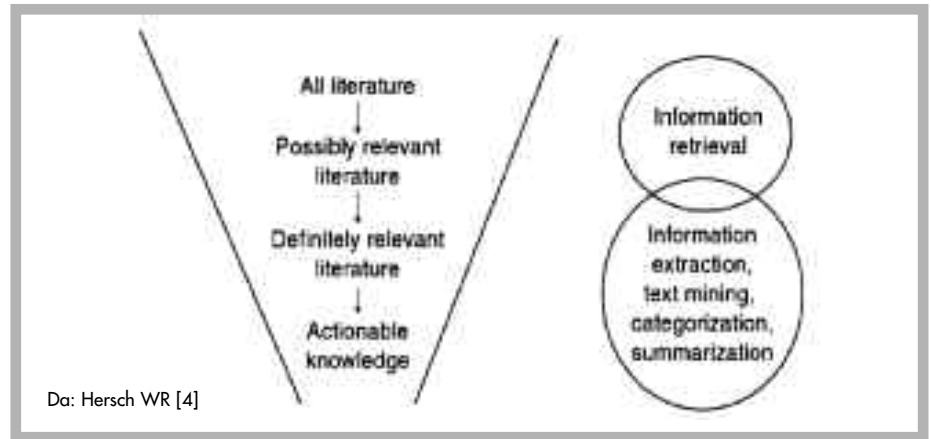 All literature
Possibly relevant
literature
Definitely relevant
literature
Actionable
knowledge
Information
retrieval
Information
extraction,
text mining,
categorization,
summarization
Da: Hersch WR [4]